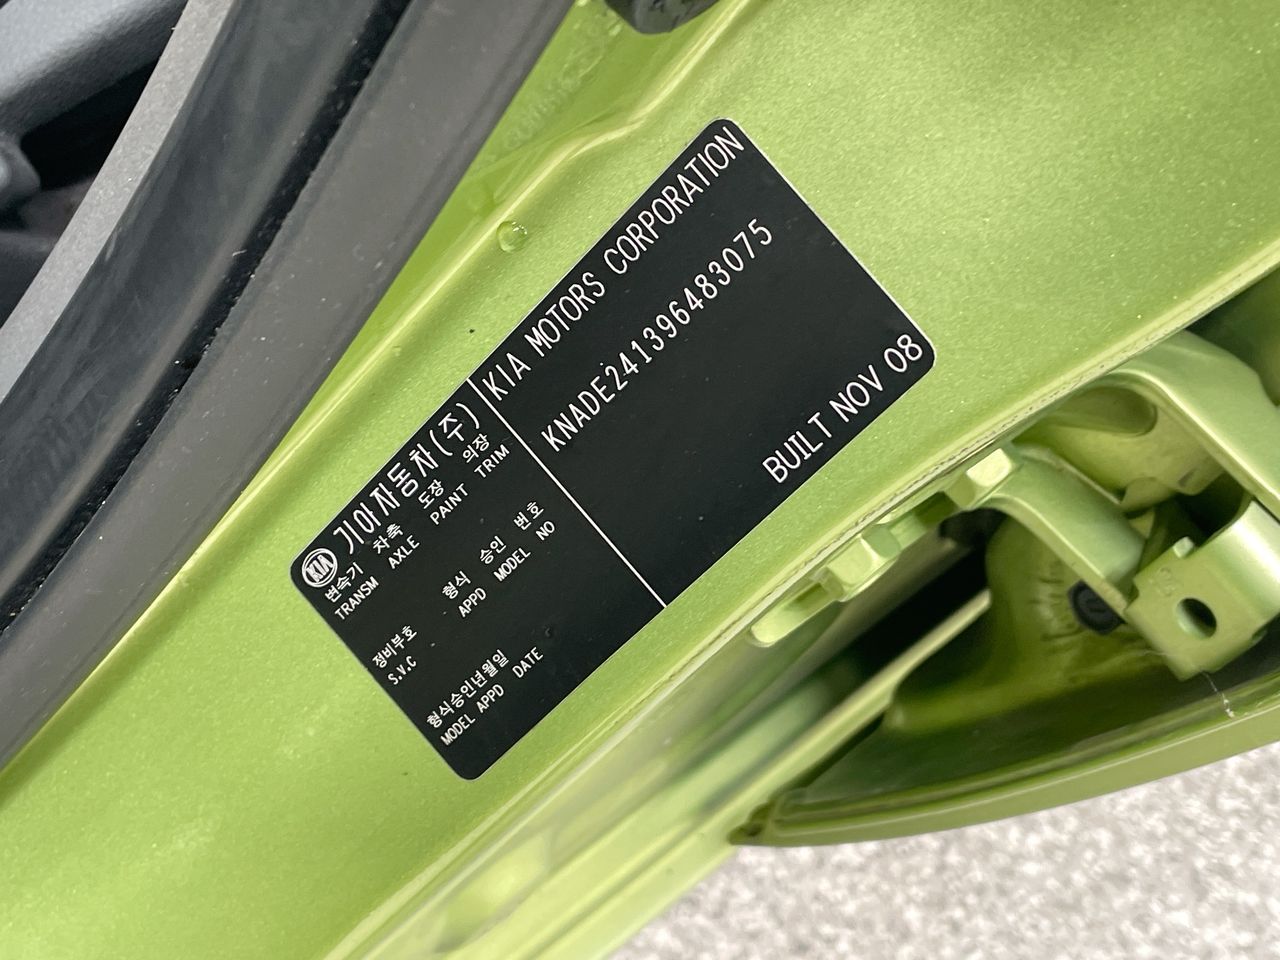 KIA 기아자동차(주) KIA MOTORS CORPORATION
변속기 차축 도장 의장
TRANSM AXLE PAINT TRIM
KNADE241396483075
형식 승인 번호
APPD MODEL NO
정비부호
S.V.C
형식승인년월일
MODEL APPD DATE
BUILT NOV 08